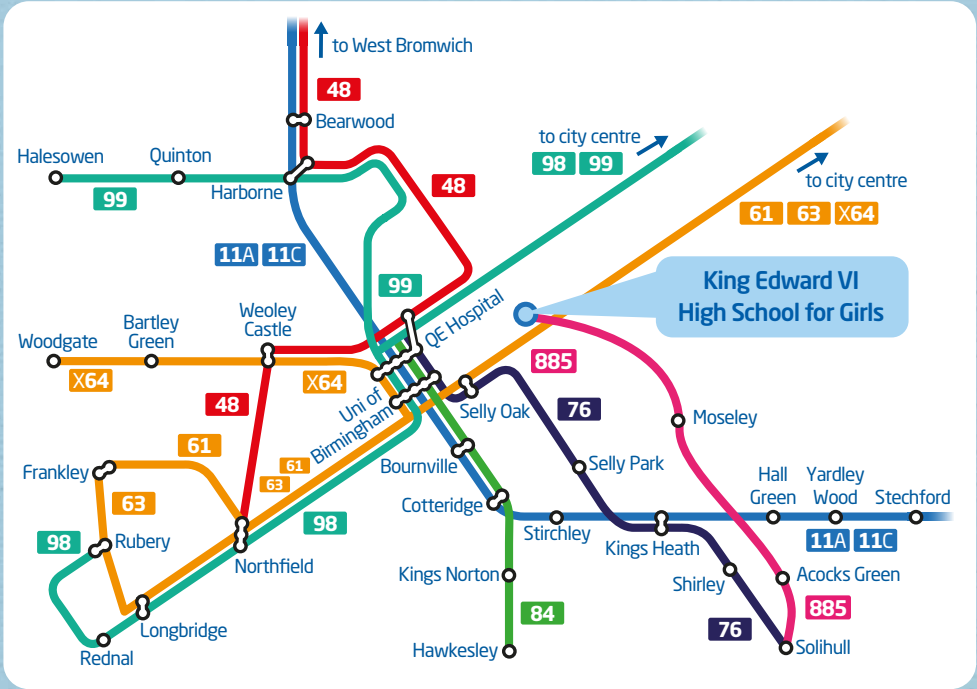 to West Bromwich
48
Bearwood
to city centre
98 99
to city centre
61 63 X64
Halesowen
Quinton
99
Harborne
48
11A 11C
99
King Edward VI
High School for Girls
Weoley
Castle
QE Hospital
Woodgate
Bartley
Green
X64
X64
885
48
Uni of
Birmingham
Selly Oak
76
Moseley
61
Bournville
Selly Park
Frankley
61
63
63
Hall
Green
Yardley
Wood
Stechford
Cotteridge
98
98
Rubery
Stirchley
Kings Heath
11A 11C
Northfield
Kings Norton
Shirley
Acocks Green
84
885
Longbridge
76
Rednal
Hawkesley
Solihull